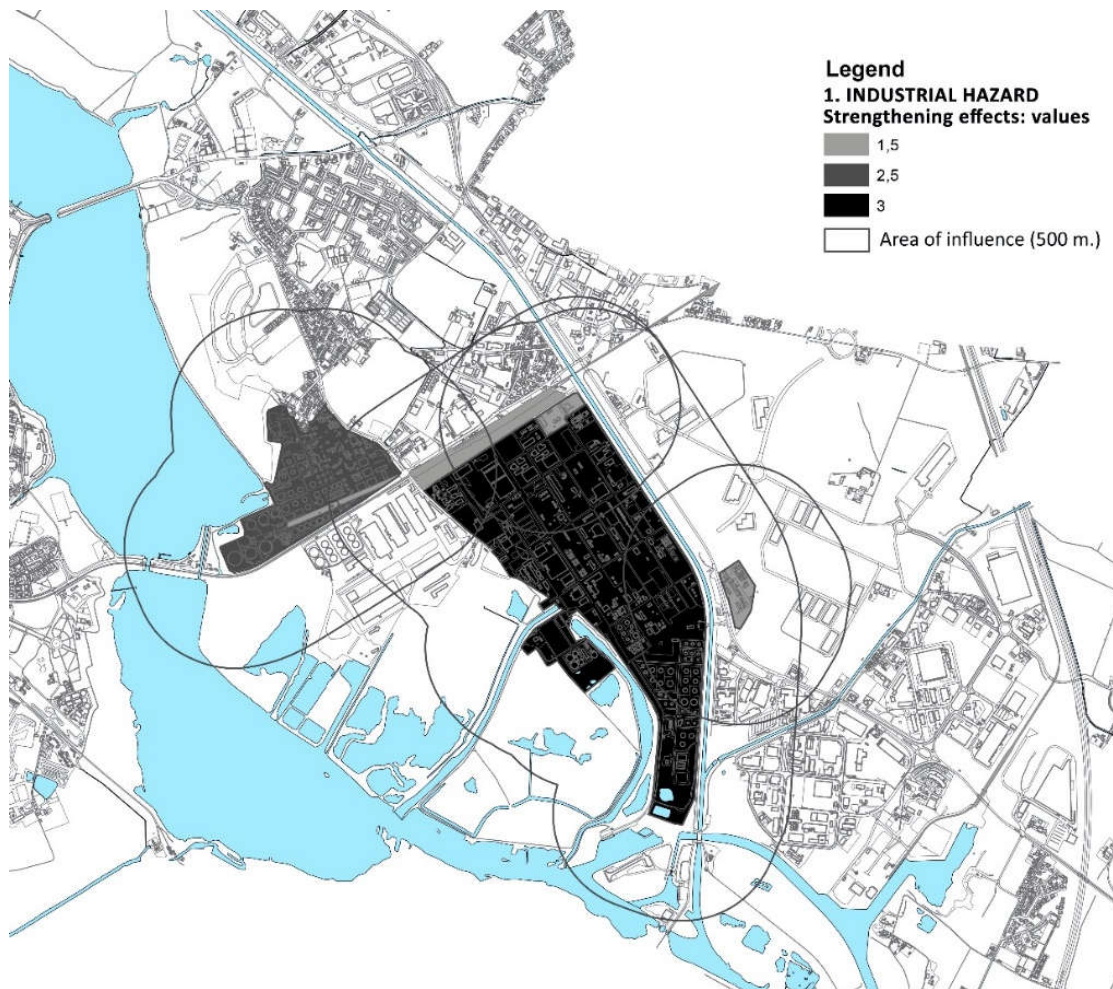 Legend
1. INDUSTRIAL HAZARD
Strengthening effects: values
1,5
2,5
3
Area of influence (500 m.)